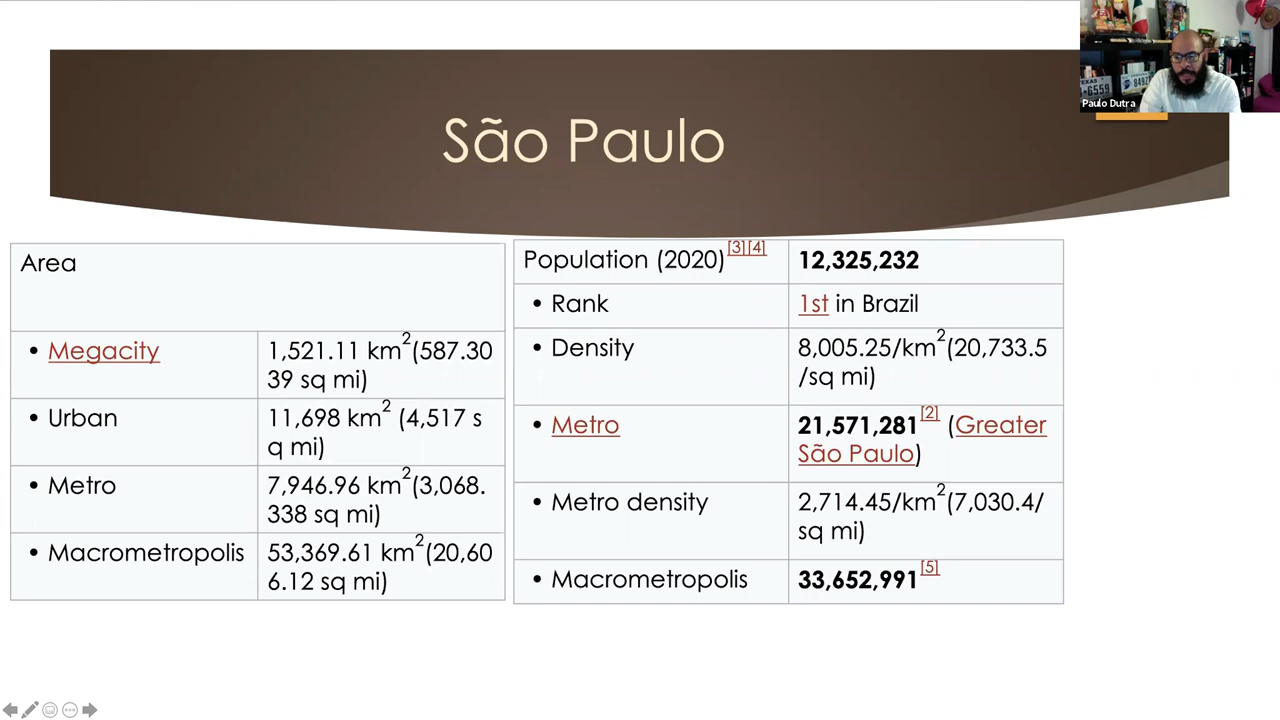 São Paulo
Paulo Dutra
Area
• Megacity
1,521.11 km²(587.30
39 sq mi)
• Urban
11,698 km² (4,517 s
q mi)
• Metro
7,946.96 km²(3,068.
338 sq mi)
• Macrometropolis
53,369.61 km²(20,60
6.12 sq mi)
Population (2020)[3][4]
12,325,232
• Rank
1st in Brazil
• Density
8,005.25/km²(20,733.5
/sq mi)
• Metro
21,571,281[2] (Greater
São Paulo)
• Metro density
2,714.45/km²(7,030.4/
sq mi)
• Macrometropolis
33,652,991[5]